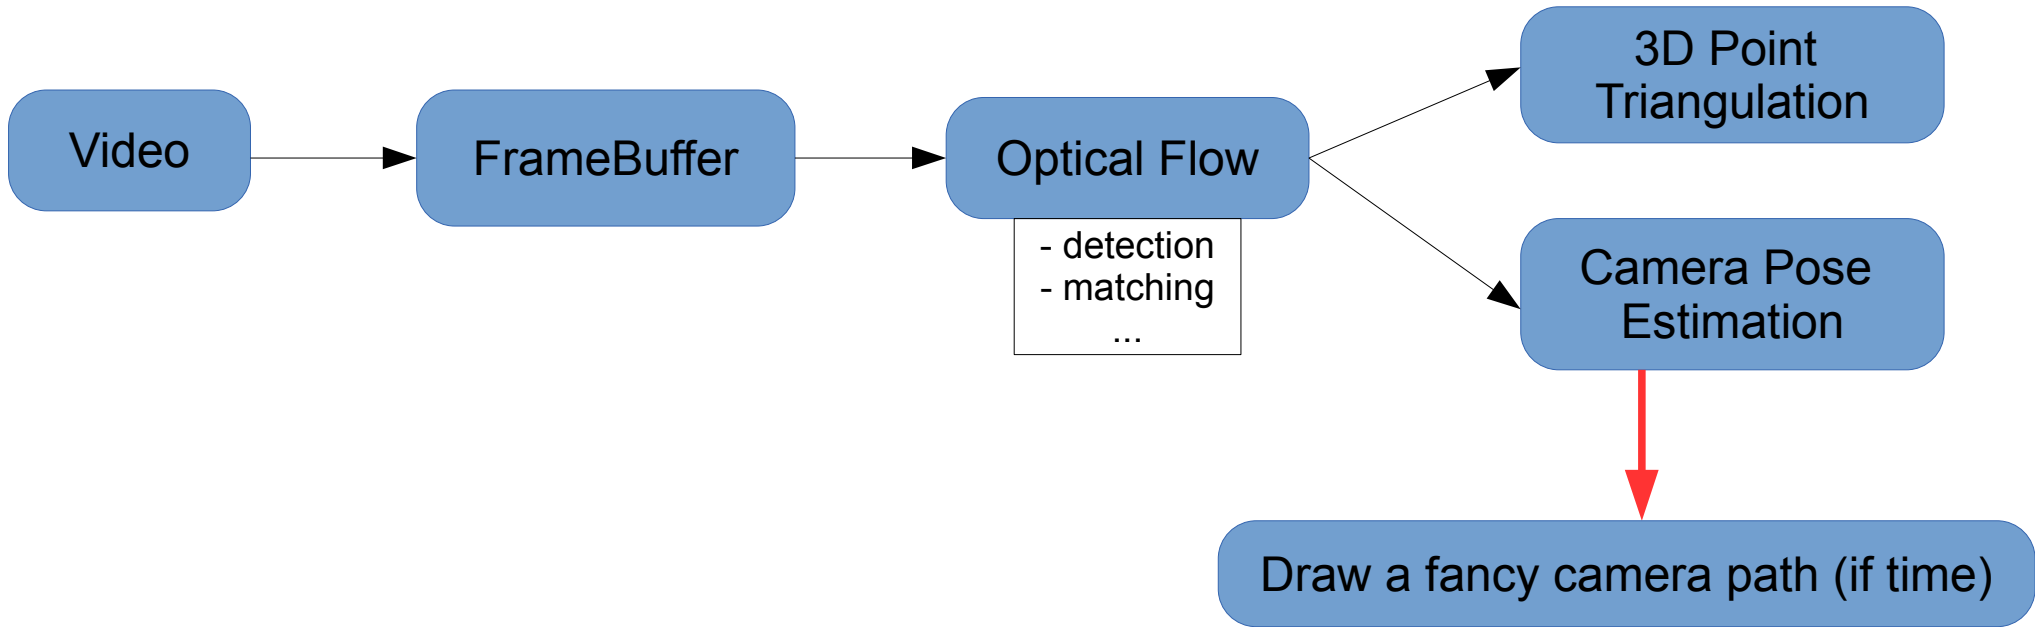 Video
FrameBuffer
Optical Flow
- detection
- matching
...
3D Point
Triangulation
Camera Pose
Estimation
Draw a fancy camera path (if time)